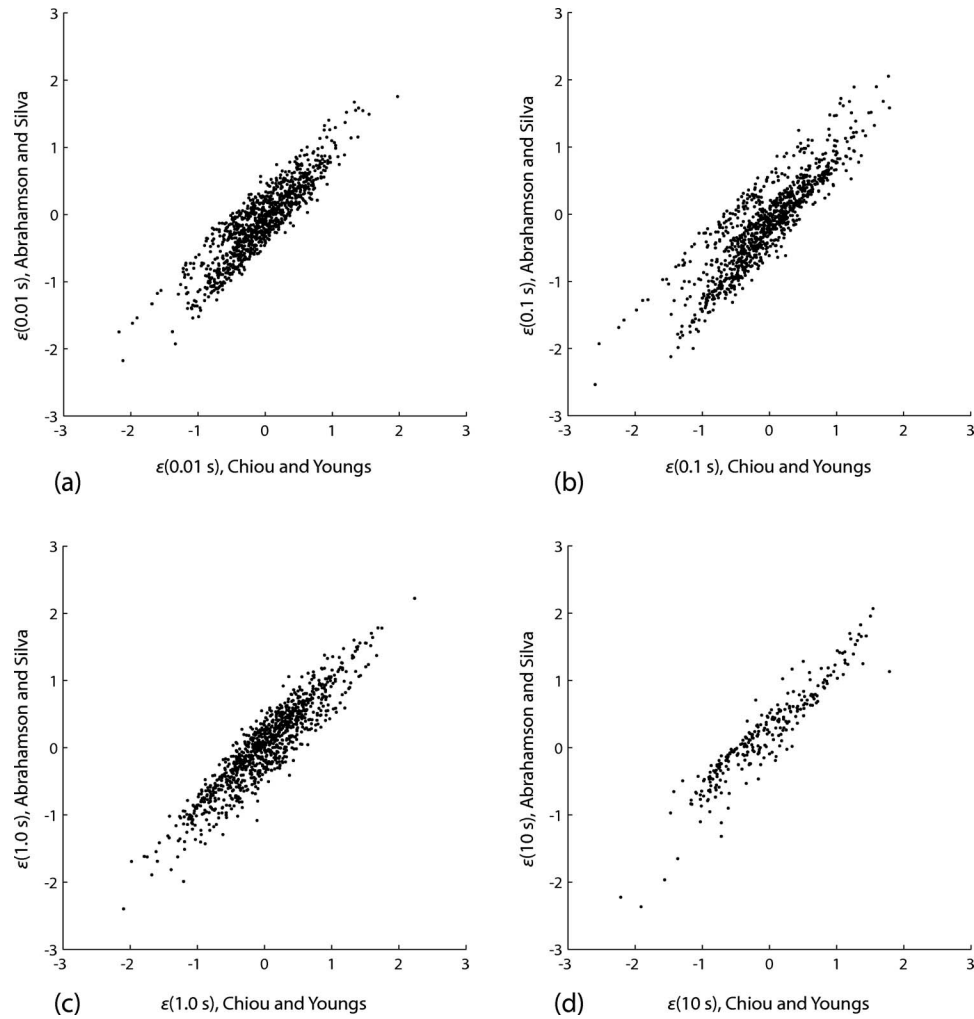 3
2
1
0
-1
-2
-3
-3 -2 -1 0 1 2 3
ε(0.01 s), Abrahamson and Silva
ε(0.01 s), Chiou and Youngs
(a)
3
2
1
0
-1
-2
-3
-3 -2 -1 0 1 2 3
ε(0.1 s), Abrahamson and Silva
ε(0.1 s), Chiou and Youngs
(b)
3
2
1
0
-1
-2
-3
-3 -2 -1 0 1 2 3
ε(1.0 s), Abrahamson and Silva
ε(1.0 s), Chiou and Youngs
(c)
3
2
1
0
-1
-2
-3
-3 -2 -1 0 1 2 3
ε(10 s), Abrahamson and Silva
ε(10 s), Chiou and Youngs
(d)